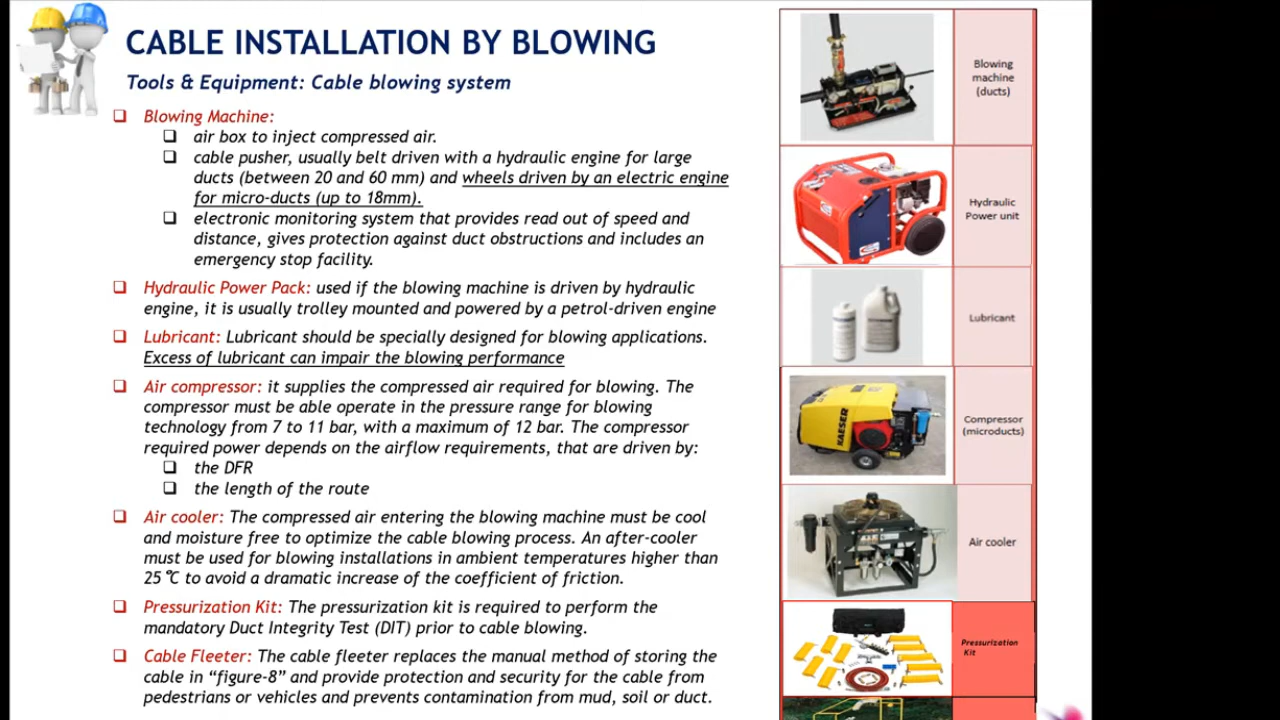 CABLE INSTALLATION BY BLOWING
Tools & Equipment: Cable blowing system
Blowing Machine:
air box to inject compressed air.
cable pusher, usually belt driven with a hydraulic engine for large
ducts (between 20 and 60 mm) and wheels driven by an electric engine
for micro-ducts (up to 18mm).
electronic monitoring system that provides read out of speed and
distance, gives protection against duct obstructions and includes an
emergency stop facility.
Hydraulic Power Pack: used if the blowing machine is driven by hydraulic
engine, it is usually trolley mounted and powered by a petrol-driven engine
Lubricant: Lubricant should be specially designed for blowing applications.
Excess of lubricant can impair the blowing performance
Air compressor: it supplies the compressed air required for blowing. The
compressor must be able operate in the pressure range for blowing
technology from 7 to 11 bar, with a maximum of 12 bar. The compressor
required power depends on the airflow requirements, that are driven by:
the DFR
the length of the route
Air cooler: The compressed air entering the blowing machine must be cool
and moisture free to optimize the cable blowing process. An after-cooler
must be used for blowing installations in ambient temperatures higher than
25 ℃ to avoid a dramatic increase of the coefficient of friction.
Pressurization Kit: The pressurization kit is required to perform the
mandatory Duct Integrity Test (DIT) prior to cable blowing.
Cable Fleeter: The cable fleeter replaces the manual method of storing the
cable in “figure-8” and provide protection and security for the cable from
pedestrians or vehicles and prevents contamination from mud, soil or duct.
Blowing
machine
(ducts)
Hydraulic
Power unit
Lubricant
KAESER
Compressor
(microducts)
Air cooler
Pressurization
Kit